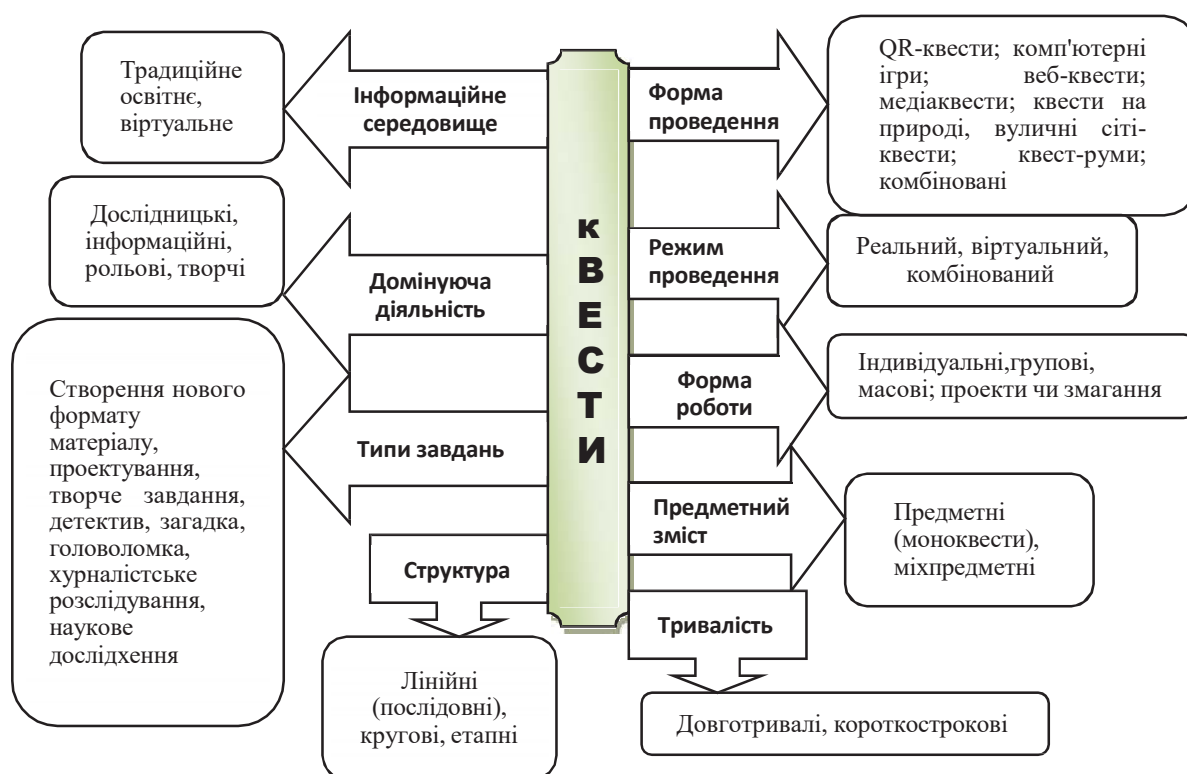 Традиційне
освітнє,
віртуальне
Інформаційне
середовище
Дослідницькі,
інформаційні,
рольові, творчі
Домінуюча
діяльність
Створення нового
формату
матеріалу,
проектування,
творче завдання,
детектив, загадка,
головоломка,
хурналістське
розслідування,
наукове
дослідхення
Типи завдань
Структура
Лінійні
(послідовні),
кругові, етапні
КВЕСТИ
Форма
проведення
QR-квести; комп'ютерні
ігри; веб-квести;
медіаквести; квести на
природі, вуличні сіті-
квести; квест-руми;
комбіновані
Режим
проведення
Реальний, віртуальний,
комбінований
Форма
роботи
Індивідуальні,групові,
масові; проекти чи змагання
Предметний
зміст
Предметні
(моноквести),
міхпредметні
Тривалість
Довготривалі, короткострокові